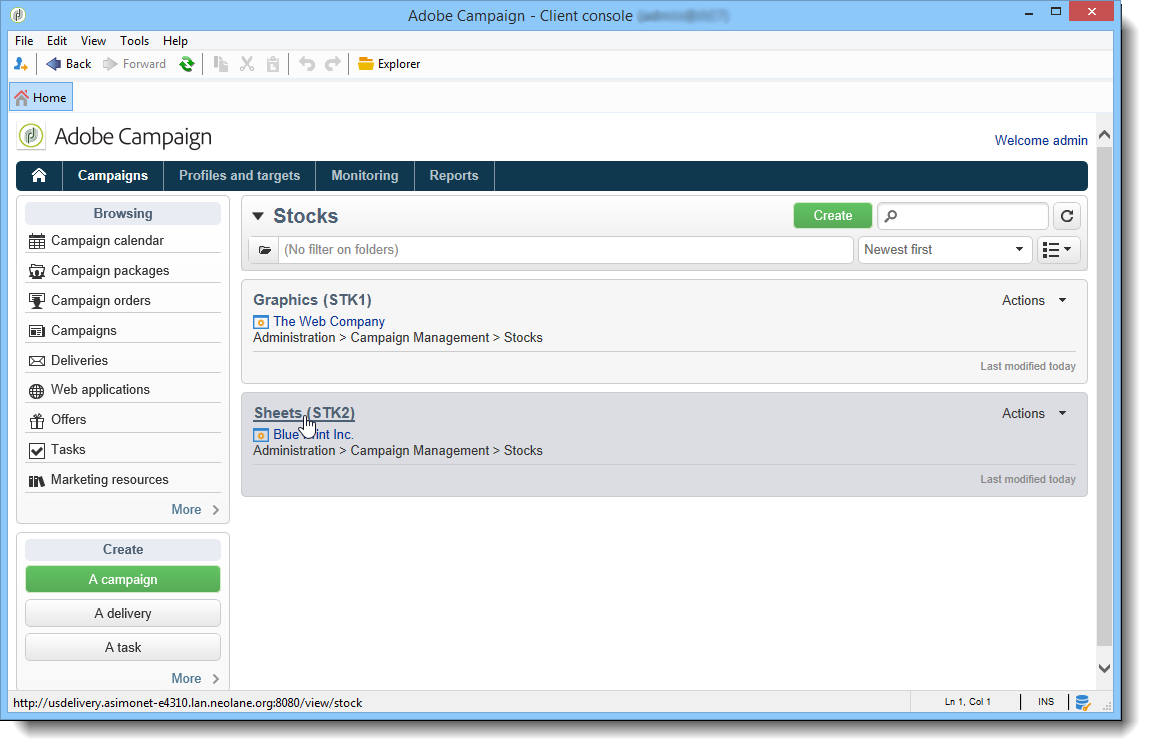 Adobe Campaign - Client console
File Edit View Tools Help
Back Forward Explorer
Home
Adobe Campaign
Welcome admin
Campaigns Profiles and targets Monitoring Reports
Browsing
Campaign calendar
Campaign packages
Campaign orders
Campaigns
Deliveries
Web applications
Offers
Tasks
Marketing resources
More
Create
A campaign
A delivery
A task
More
Stocks
Create
(No filter on folders)
Newest first
Graphics (STK1)
Actions
The Web Company
Administration > Campaign Management > Stocks
Last modified today
Sheets (STK2)
Actions
Blue Print Inc.
Administration > Campaign Management > Stocks
Last modified today
http://usdelivery.asimonet-e4310.lan.neolane.org:8080/view/stock
Ln 1, Col 1
INS